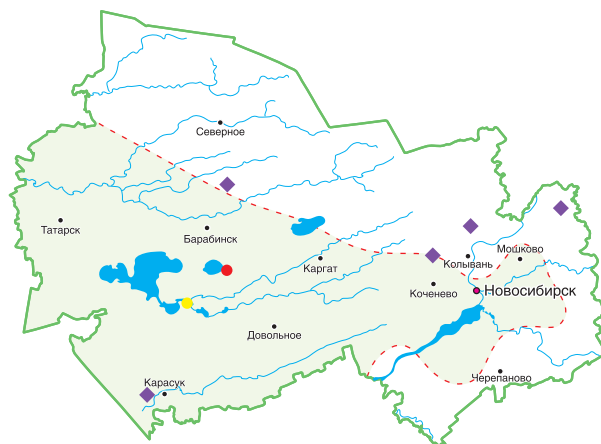 Северное
Татарск
Барабинск
Мошково
Колывань
Каргат
Коченево
Новосибирск
Довольное
Карасук
Черепаново